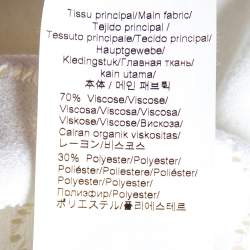 Tissu principal/Main fabric/
Tejido principal /
Tessuto principale/Tecido principal/
Hauptgewebe/
Kledingstuk/Главная ткань/
kain utama/
主体 / 메인 패브릭
70% Viscose/Viscose/
Viscosa/Viscosa/Viscosa/
Viskose/Viscose/Вискоза/
Cairan organik viskositas/
レーヨン/비스코스
30% Polyester/Polyester/
Poliéster/Poliestere/Poliéster/
Polyester/Polyester/
Полиэфир/Polyester/
ポリエステル/폴리에스테르